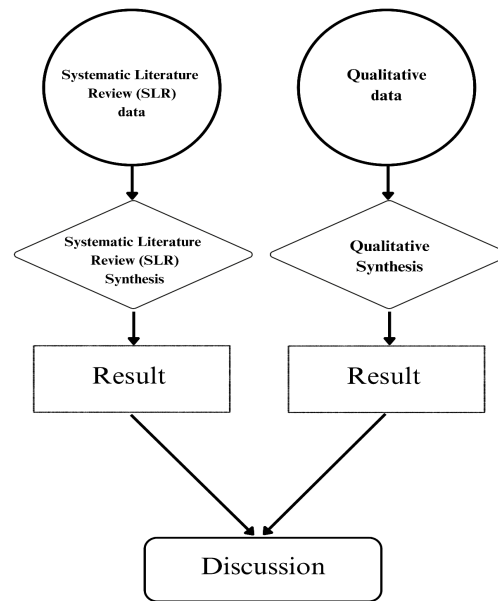 Systematic Literature
Review (SLR)
data
Qualitative
data
Systematic Literature
Review (SLR)
Synthesis
Qualitative
Synthesis
Result
Result
Discussion